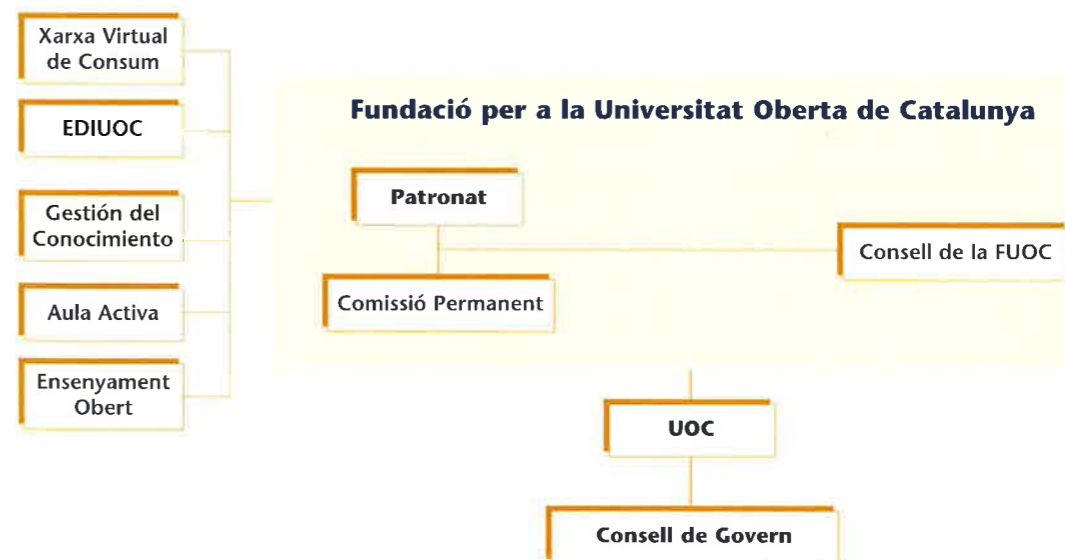 Xarxa Virtual
de Consum
EDIUOC
Gestión del
Conocimiento
Aula Activa
Ensenyament
Obert
Fundació per a la Universitat Oberta de Catalunya
Patronat
Consell de la FUOC
Comissió Permanent
UOC
Consell de Govern